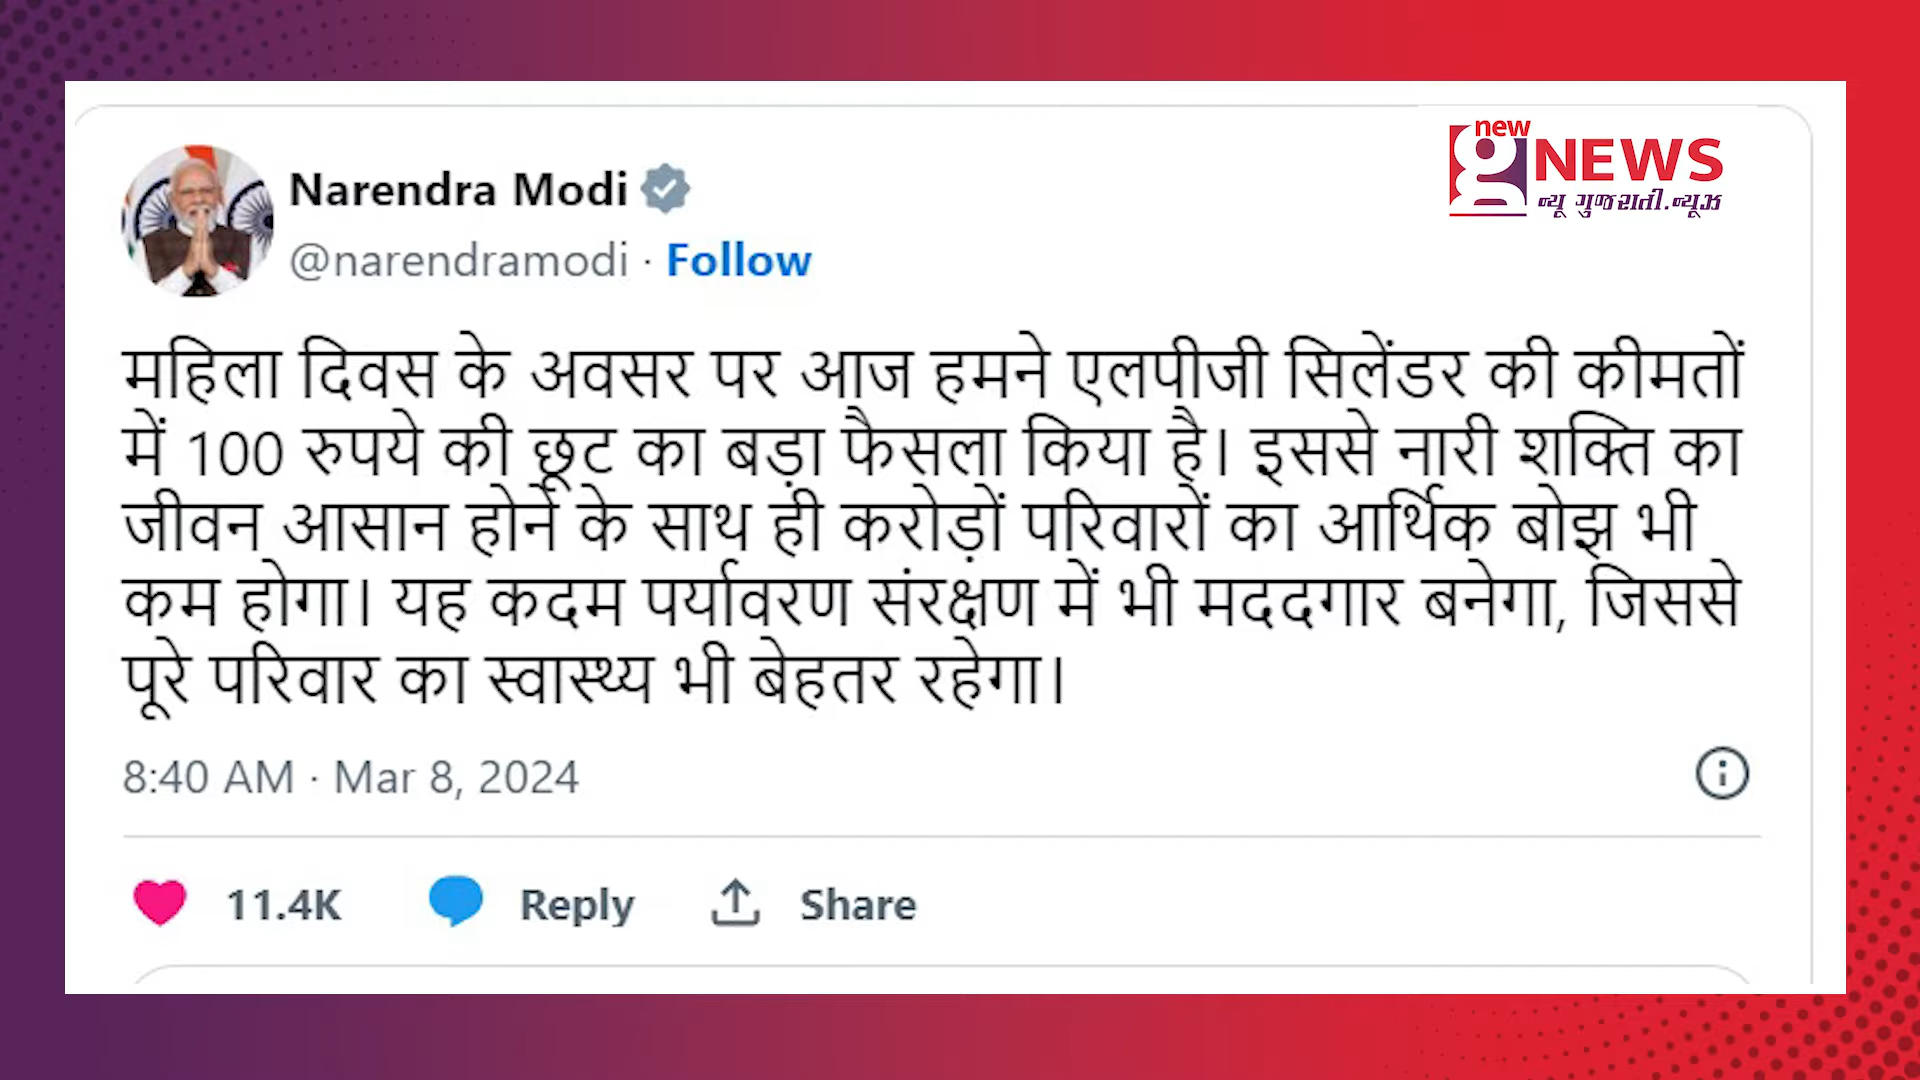 new
g NEWS
ન્યૂ ગુજરાતી.ન્યૂઝ
Narendra Modi
@narendramodi · Follow
महिला दिवस के अवसर पर आज हमने एलपीजी सिलेंडर की कीमतों
में 100 रुपये की छूट का बड़ा फैसला किया है। इससे नारी शक्ति का
जीवन आसान होने के साथ ही करोड़ों परिवारों का आर्थिक बोझ भी
कम होगा। यह कदम पर्यावरण संरक्षण में भी मददगार बनेगा, जिससे
पूरे परिवार का स्वास्थ्य भी बेहतर रहेगा।
8:40 AM · Mar 8, 2024
11.4K Reply Share